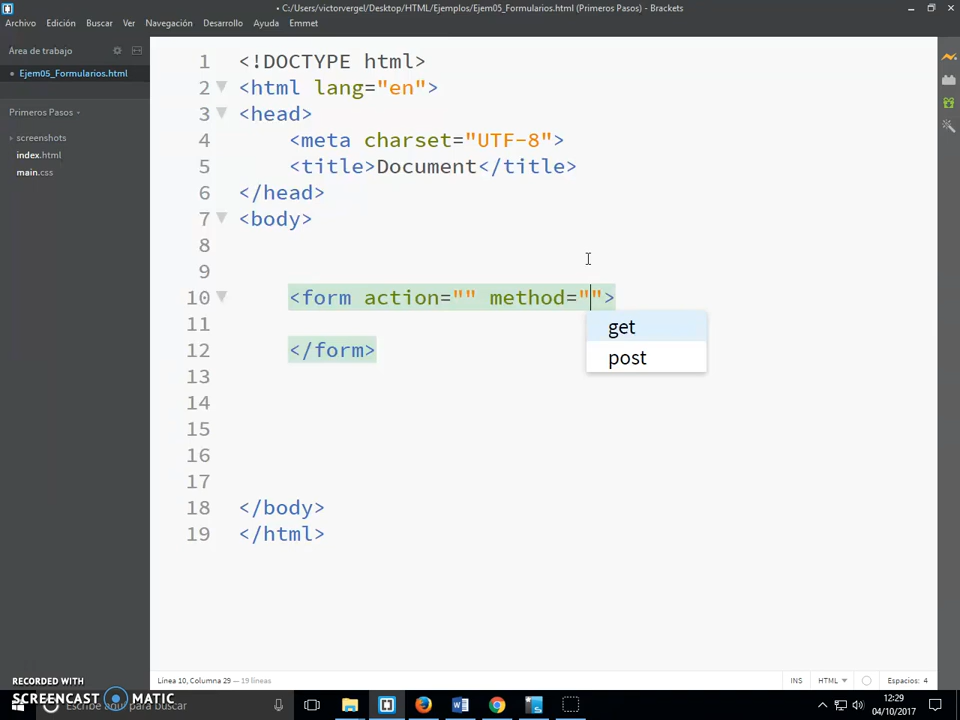 • C:/Users/victorvergel/Desktop/HTML/Ejemplos/Ejem05_Formularios.html (Primeros Pasos) - Brackets
Archivo Edición Buscar Ver Navegación Desarrollo Ayuda Emmet
Área de trabajo
Ejem05_Formularios.html
Primeros Pasos
screenshots
index.html
main.css
1 <!DOCTYPE html>
2 <html lang="en">
3 <head>
4 <meta charset="UTF-8">
5 <title>Document</title>
6 </head>
7 <body>
8
9
10 <form action="" method="">
get
11
post
12 </form>
13
14
15
16
17
18 </body>
19 </html>
Línea 10, Columna 29 — 19 líneas
INS HTML Espacios: 4
RECORDED WITH
SCREENCAST MATIC
Escribe aquí para buscar
12:29
04/10/2017